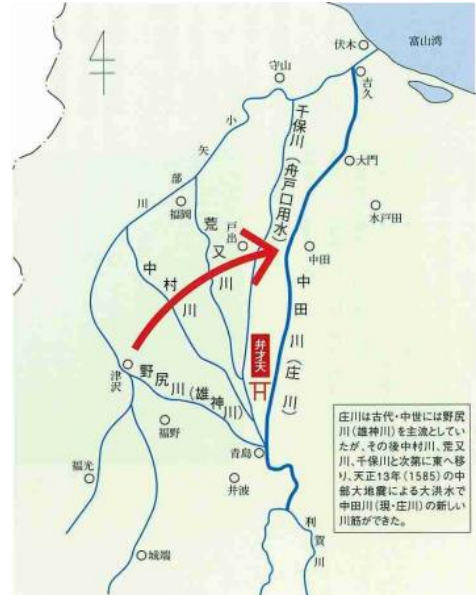 富山湾
伏木
吉久
守山
小矢部川
千保川(舟戸口用水)
大門
水戸田
福岡
荒又川
戸出
中田
中村川
中田川(庄川)
弁才天
津沢
野尻川(雄神川)
福野
青島
福光
井波
城端
利賀川
庄川は古代・中世には野尻
川(雄神川)を主流としてい
たが、その後中村川、荒又
川、千保川と次第に東へ移
り、天正13年(1585)の中
部大地震による大洪水で
中田川(現・庄川)の新しい
川筋ができた。